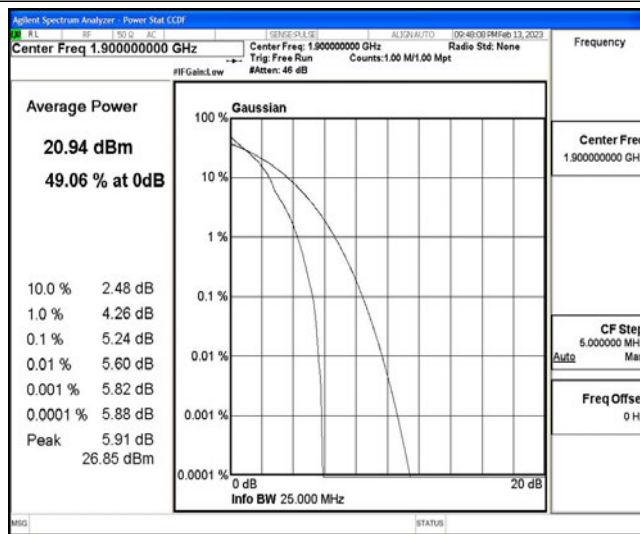 Agilent Spectrum Analyzer - Power Stat CCDF
RL RF 50 Ω AC SENSE:PULSE ALIGN AUTO 09:48:08 PM Feb 13, 2023
Center Freq 1.900000000 GHz
Center Freq: 1.900000000 GHz Radio Std: None
Trig: Free Run Counts:1.00 M/1.00 Mpt
#IFGain:Low #Atten: 46 dB
Frequency
Average Power
20.94 dBm
49.06 % at 0dB
10.0 % 2.48 dB
1.0 % 4.26 dB
0.1 % 5.24 dB
0.01 % 5.60 dB
0.001 % 5.82 dB
0.0001 % 5.88 dB
Peak 5.91 dB
26.85 dBm
Gaussian
100 %
10 %
1 %
0.1 %
0.01 %
0.001 %
0.0001 %
0 dB 20 dB
Info BW 25.000 MHz
Center Fre
1.900000000 GH
CF Step
5.000000 MH
Auto Ma
Freq Offse
0 H
MSG STATUS